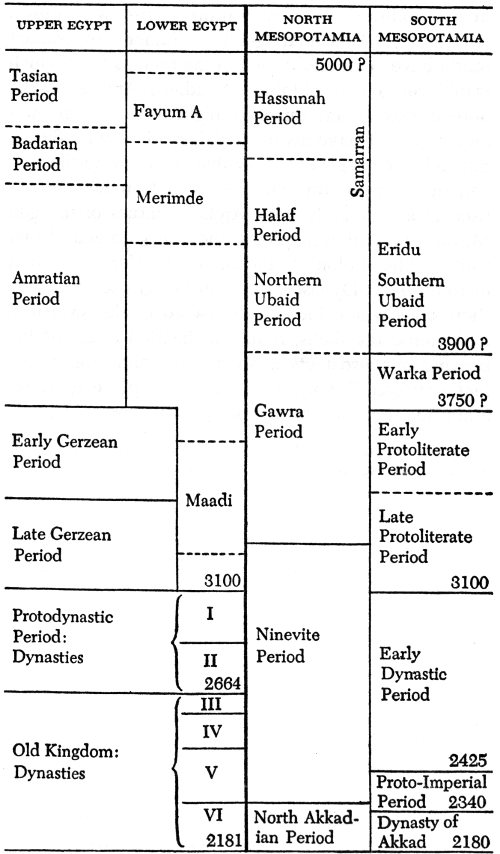 UPPER EGYPT
LOWER EGYPT
NORTH
MESOPOTAMIA
SOUTH
MESOPOTAMIA
Tasian
Period
Badarian
Period
Amratian
Period
Early Gerzean
Period
Late Gerzean
Period
Protodynastic
Period:
Dynasties
Old Kingdom:
Dynasties
Fayum A
Merimde
Maadi
3100
I
II
2664
III
IV
V
VI
2181
5000 ?
Hassunah
Period
Samarran
Halaf
Period
Northern
Ubaid
Period
Gawra
Period
Ninevite
Period
North Akkad-
ian Period
Eridu
Southern
Ubaid
Period
3900 ?
Warka Period
3750 ?
Early
Protoliterate
Period
Late
Protoliterate
Period
3100
Early
Dynastic
Period
2425
Proto-Imperial
Period 2340
Dynasty of
Akkad 2180